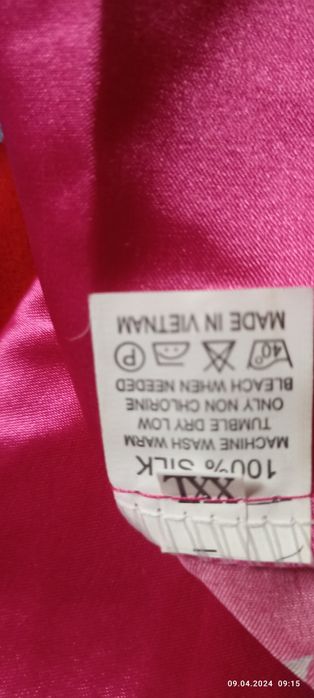 XXL
100% SILK
MACHINE WASH WARM
TUMBLE DRY LOW
ONLY NON CHLORINE
BLEACH WHEN NEEDED
40° P
MADE IN VIETNAM
09.04.2024 09:15